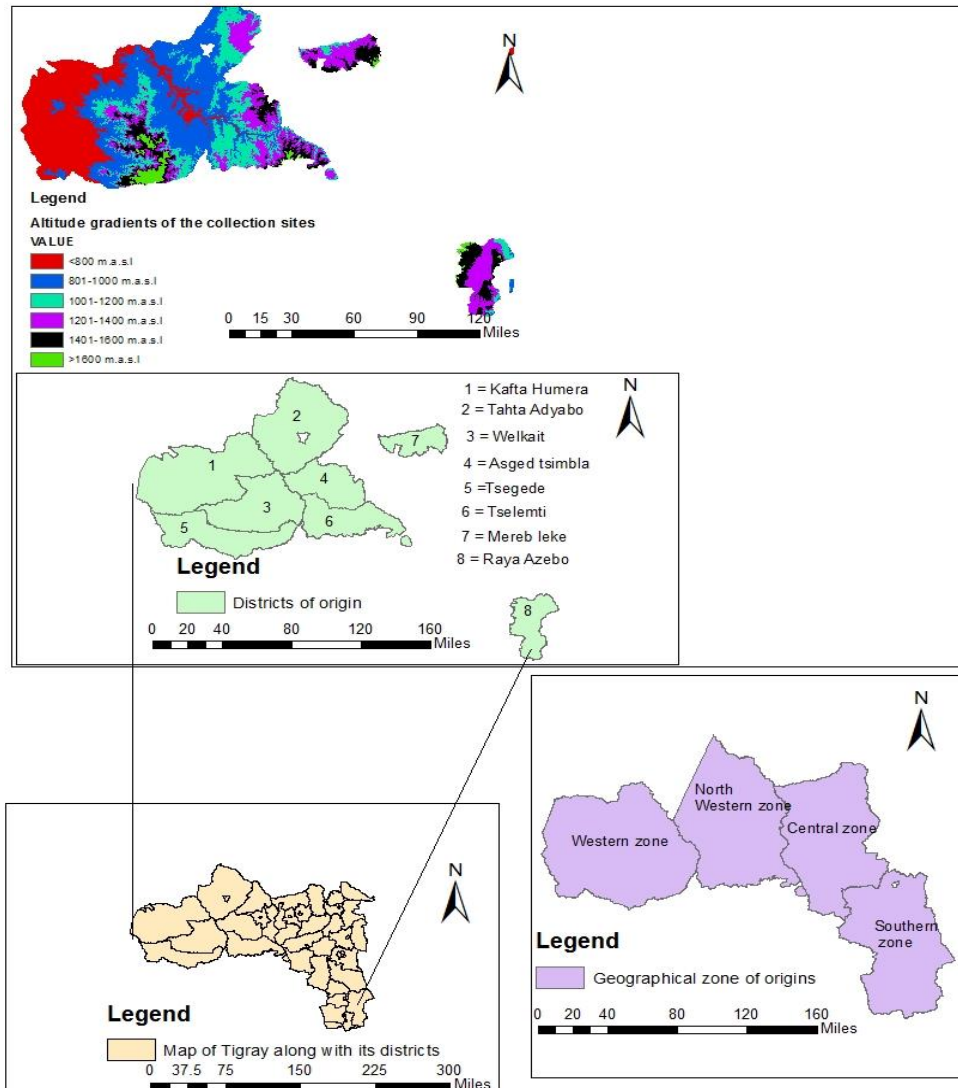 N
Legend
Altitude gradients of the collection sites
VALUE
<800 m.a.s.l
801-1000 m.a.s.l
1001-1200 m.a.s.l
1201-1400 m.a.s.l
1401-1600 m.a.s.l
>1600 m.a.s.l
0 15 30 60 90 120
Miles
N
1 = Kafta Humera
2 = Tahta Adyabo
3 = Welkait
4 = Asged tsimbla
5 =Tsegede
6 = Tselemti
7 = Mereb leke
8 = Raya Azebo
1
2
3
4
5
6
7
8
Legend
Districts of origin
0 20 40 80 120 160
Miles
N
North
Western zone
Western zone
Central zone
Southern
zone
Legend
Geographical zone of origins
0 20 40 80 120 160
Miles
N
Legend
Map of Tigray along with its districts
0 37.5 75 150 225 300
Miles